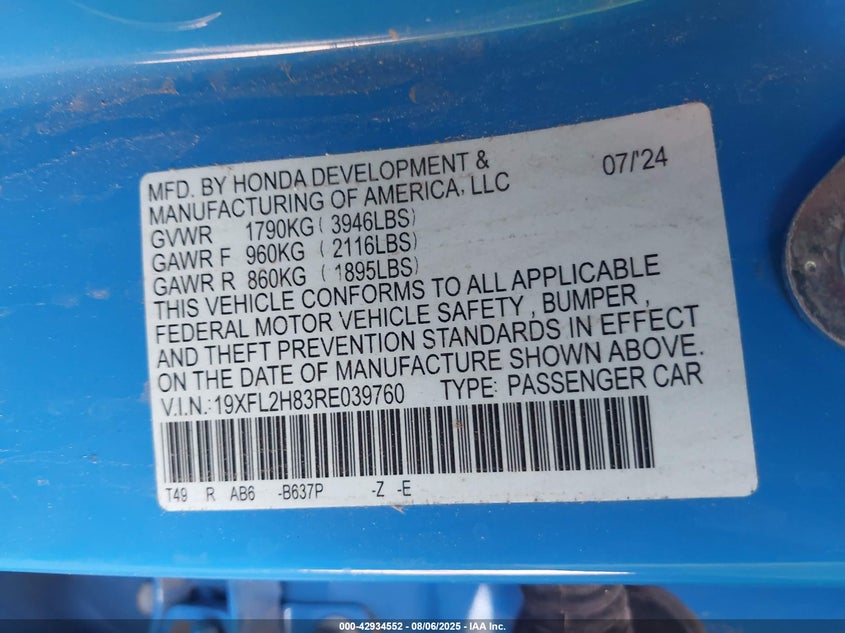 MFD. BY HONDA DEVELOPMENT & 07/'24
MANUFACTURING OF AMERICA, LLC
GVWR 1790KG ( 3946LBS)
GAWR F 960KG ( 2116LBS)
GAWR R 860KG ( 1895LBS)
THIS VEHICLE CONFORMS TO ALL APPLICABLE
FEDERAL MOTOR VEHICLE SAFETY , BUMPER ,
AND THEFT PREVENTION STANDARDS IN EFFECT
ON THE DATE OF MANUFACTURE SHOWN ABOVE.
V.I.N.:19XFL2H83RE039760 TYPE: PASSENGER CAR
T49 R AB6 -B637P -Z -E
000-42934552 - 08/06/2025 - IAA Inc.